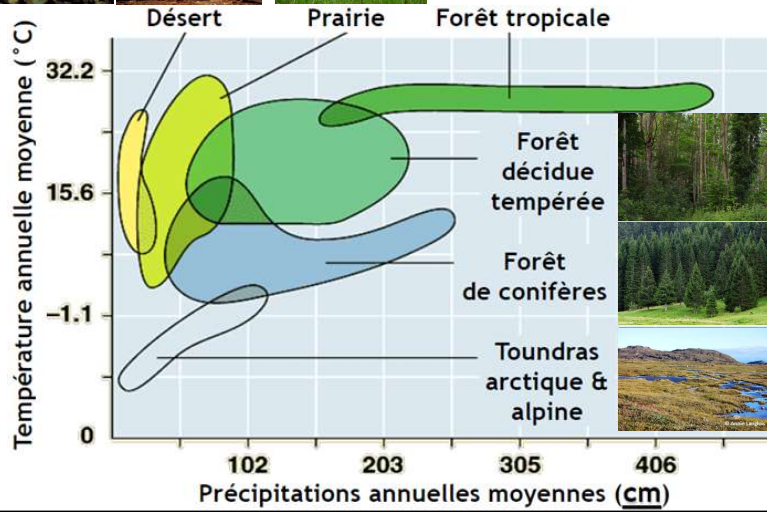 Désert
Prairie
Forêt tropicale
Température annuelle moyenne (˚C)
32.2
15.6
−1.1
0
Forêt
décidue
tempérée
Forêt
de conifères
Toundras
arctique &
alpine
102
203
305
406
Précipitations annuelles moyennes (cm)